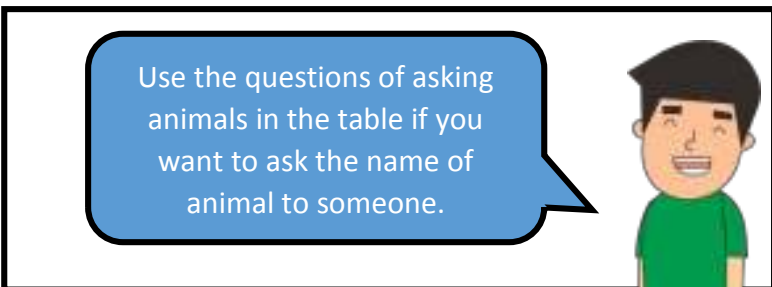 Use the questions of asking
animals in the table if you
want to ask the name of
animal to someone.